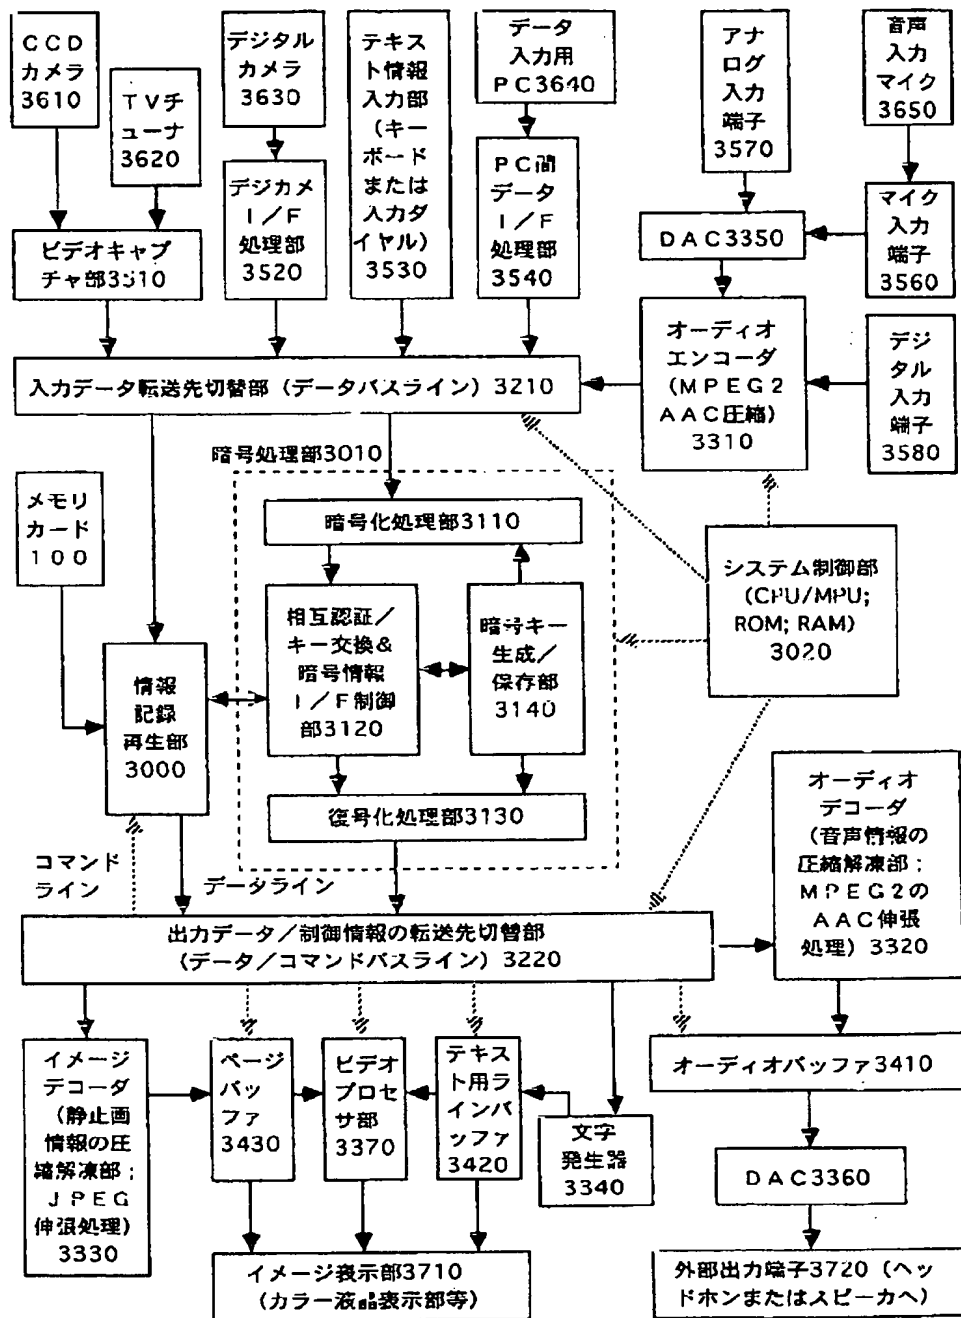 CCD
カメラ
3610
TVチ
ューナ
3620
デジタル
カメラ
3630
テキス
ト情報
入力部
(キー
ボード
または
入力ダ
イヤル)
3530
データ
入力用
PC3640
アナ
ログ
入力
端子
3570
音声
入力
マイク
3650
デジカメ
I/F
処理部
3520
PC間
データ
I/F
処理部
3540
DAC3350
マイク
入力
端子
3560
ビデオキャプ
チャ部3510
オーディオ
エンコーダ
(MPEG2
AAC圧縮)
3310
デジ
タル
入力
端子
3580
入力データ転送先切替部(データバスライン)3210
暗号処理部3010
メモリ
カード
100
暗号化処理部3110
システム制御部
(CPU/MPU;
ROM; RAM)
3020
相互認証/
キー交換&
暗号情報
I/F制御
部3120
暗号キー
生成/
保存部
3140
情報
記録
再生部
3000
復号化処理部3130
オーディオ
デコーダ
(音声情報の
圧縮解凍部;
MPEG2の
AAC伸張
処理)3320
コマンド
ライン
データライン
出力データ/制御情報の転送先切替部
(データ/コマンドバスライン)3220
イメージ
デコーダ
(静止画
情報の圧
縮解凍部;
JPEG
伸張処理)
3330
ページ
バッ
ファ
3430
ビデオ
プロセ
サ部
3370
テキス
ト用ラ
インバ
ッファ
3420
文字
発生器
3340
オーディオバッファ3410
DAC3360
イメージ表示部3710
(カラー液晶表示部等)
外部出力端子3720(ヘッ
ドホンまたはスピーカへ)